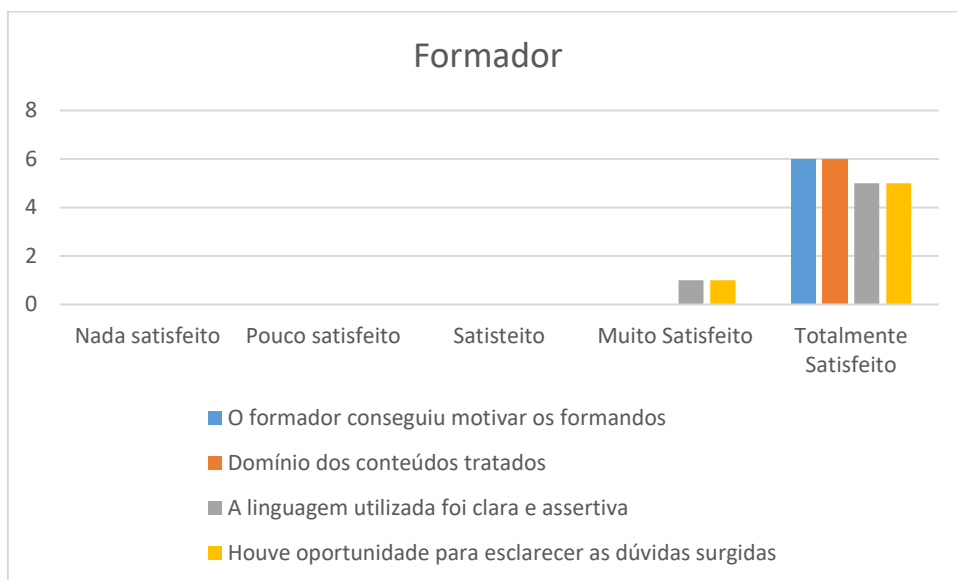 Formador
8
6
4
2
0
Nada satisfeito Pouco satisfeito Satisteito Muito Satisfeito Totalmente
Satisfeito
O formador conseguiu motivar os formandos
Domínio dos conteúdos tratados
A linguagem utilizada foi clara e assertiva
Houve oportunidade para esclarecer as dúvidas surgidas